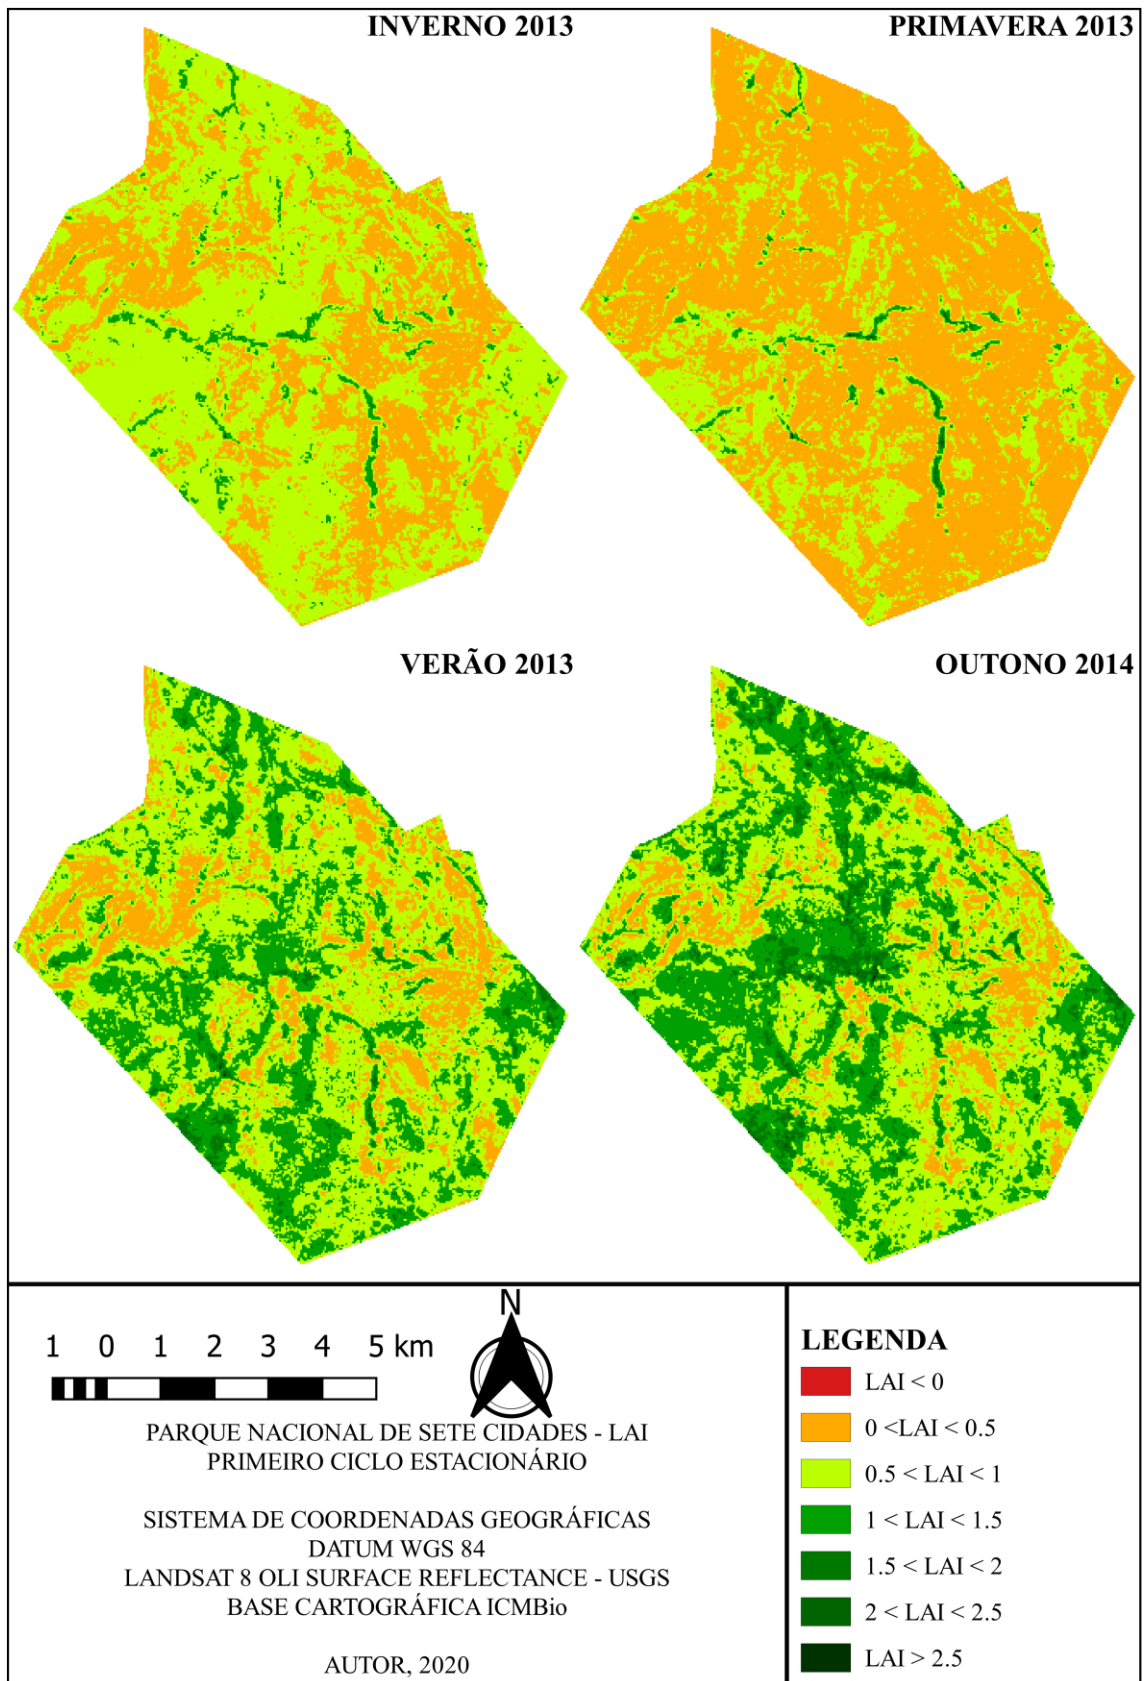 INVERNO 2013
PRIMAVERA 2013
VERÃO 2013
OUTONO 2014
1 0 1 2 3 4 5 km
N
PARQUE NACIONAL DE SETE CIDADES - LAI
PRIMEIRO CICLO ESTACIONÁRIO
SISTEMA DE COORDENADAS GEOGRÁFICAS
DATUM WGS 84
LANDSAT 8 OLI SURFACE REFLECTANCE - USGS
BASE CARTOGRÁFICA ICMBio
AUTOR, 2020
LEGENDA
LAI < 0
0 <LAI < 0.5
0.5 < LAI < 1
1 < LAI < 1.5
1.5 < LAI < 2
2 < LAI < 2.5
LAI > 2.5